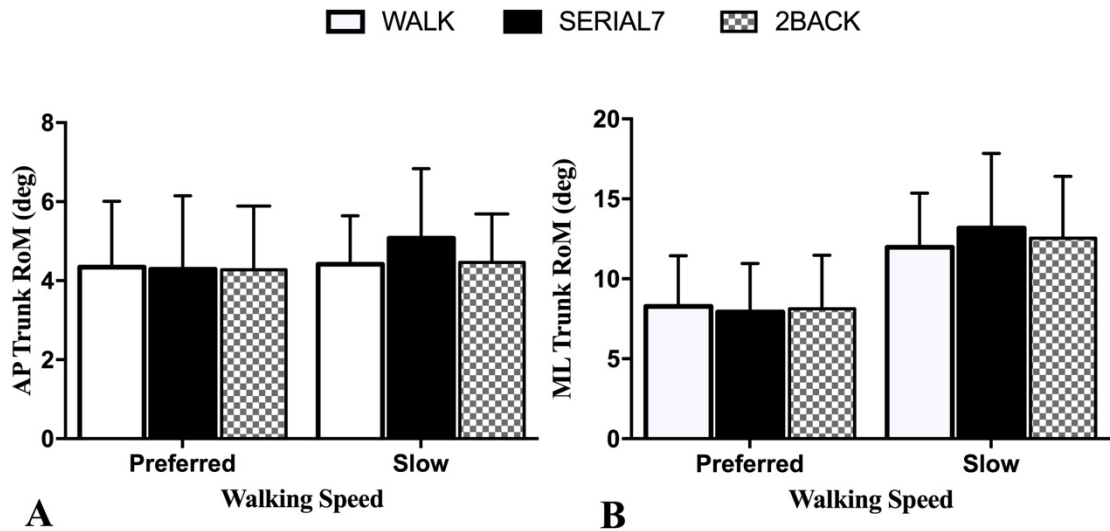 WALK SERIAL7 2BACK
8
6
4
2
0
AP Trunk RoM (deg)
Preferred Slow
Walking Speed
A
20
15
10
5
0
ML Trunk RoM (deg)
Preferred Slow
Walking Speed
B